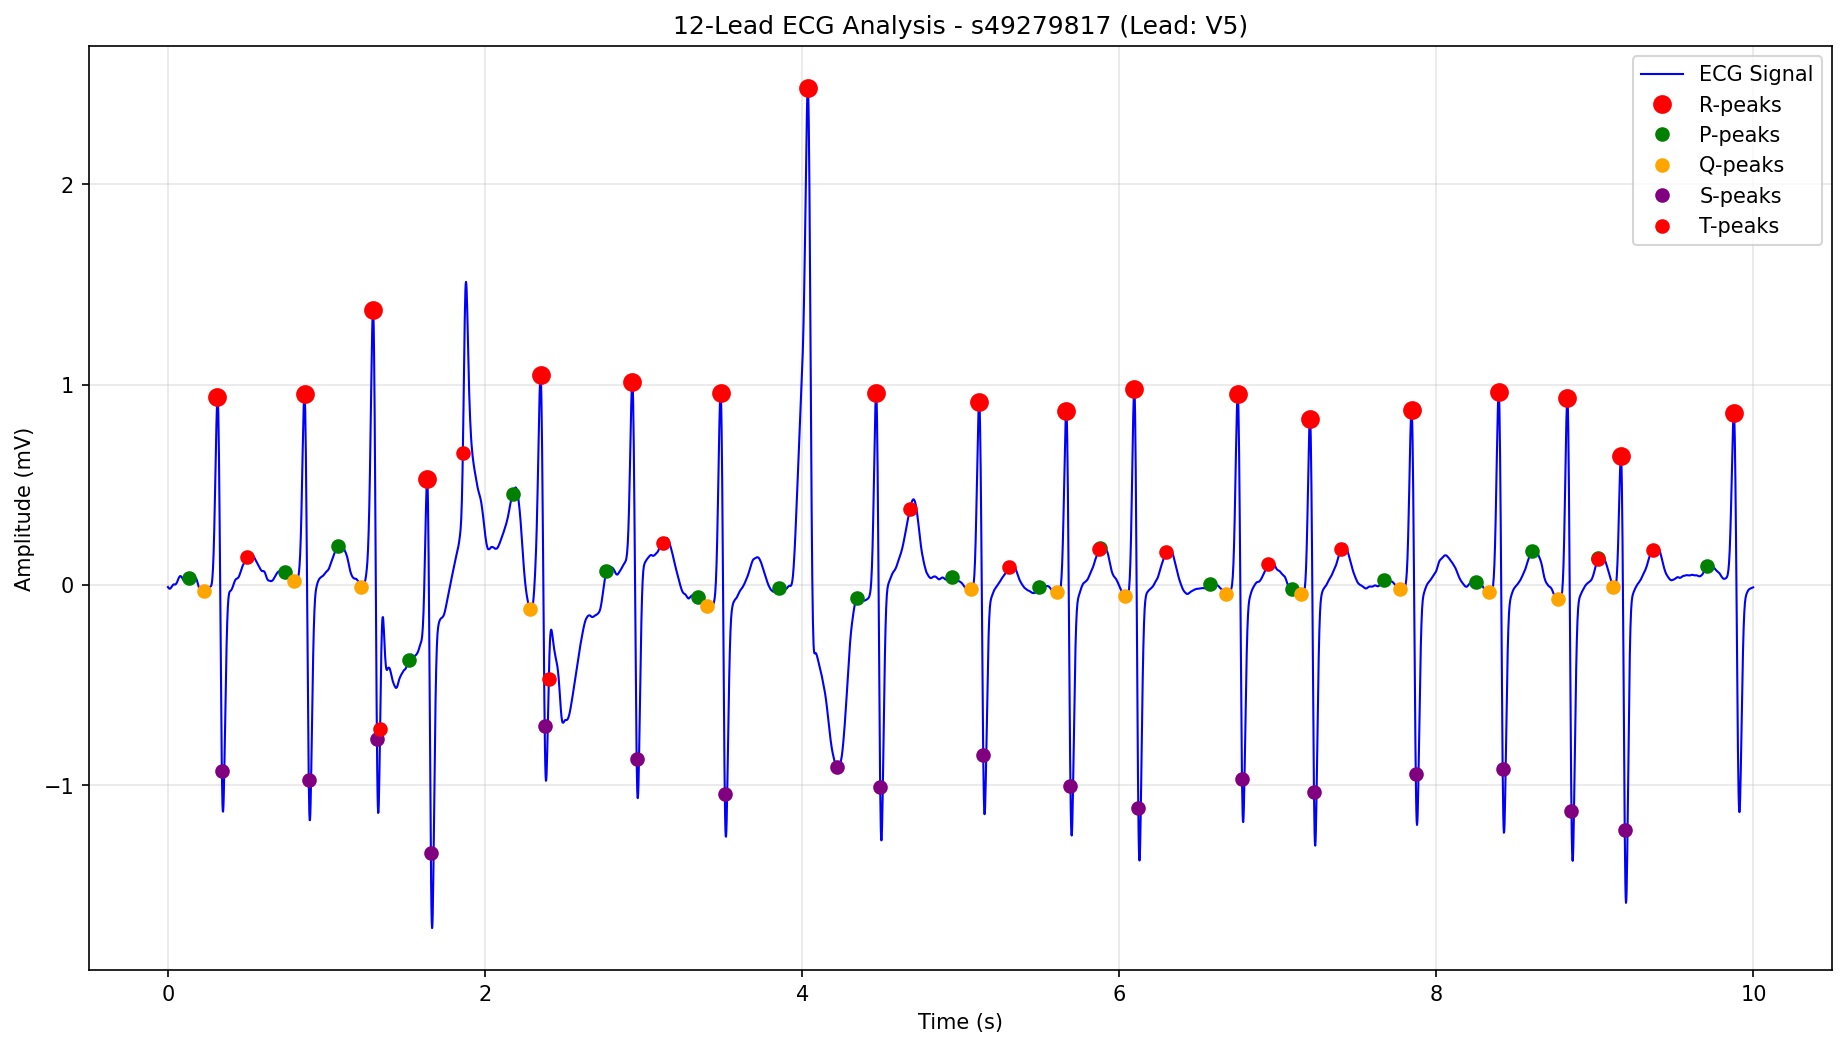 12-Lead ECG Analysis - s49279817 (Lead: V5)
ECG Signal
R-peaks
P-peaks
Q-peaks
S-peaks
T-peaks
Amplitude (mV)
2
1
0
−1
0
2
4
6
8
10
Time (s)